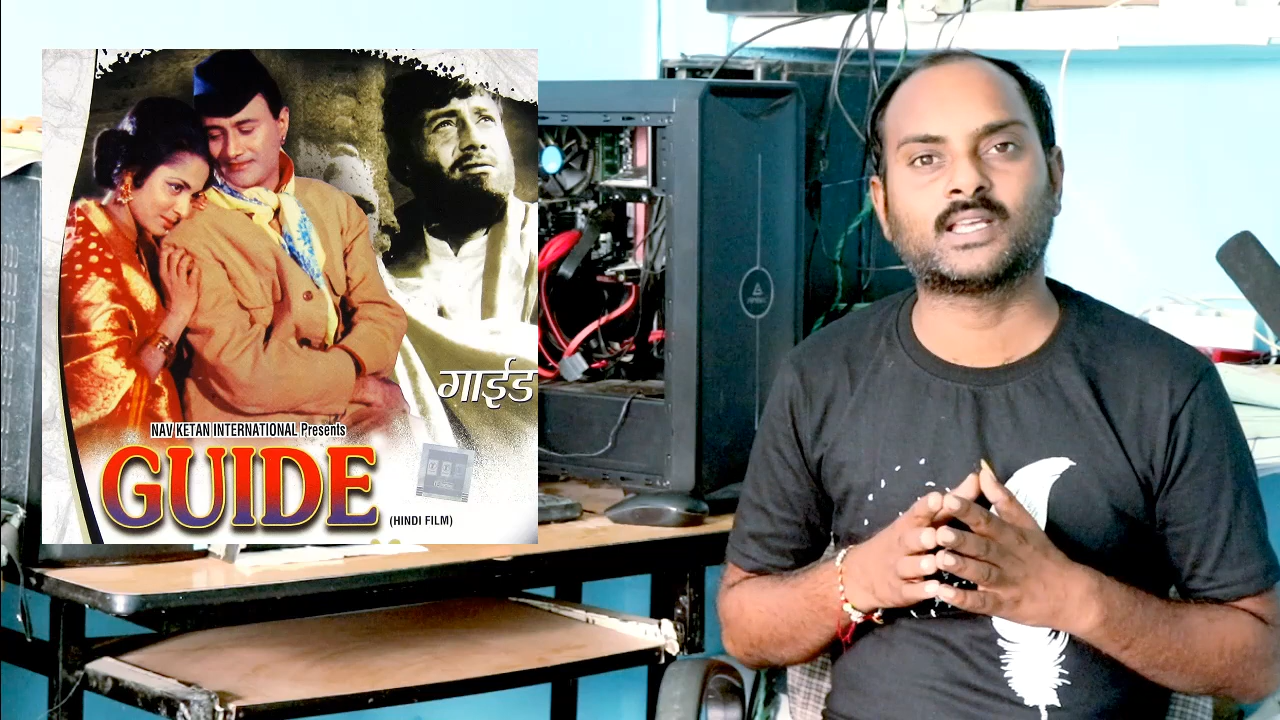 गाईड
NAV KETAN INTERNATIONAL Presents
GUIDE
(HINDI FILM)